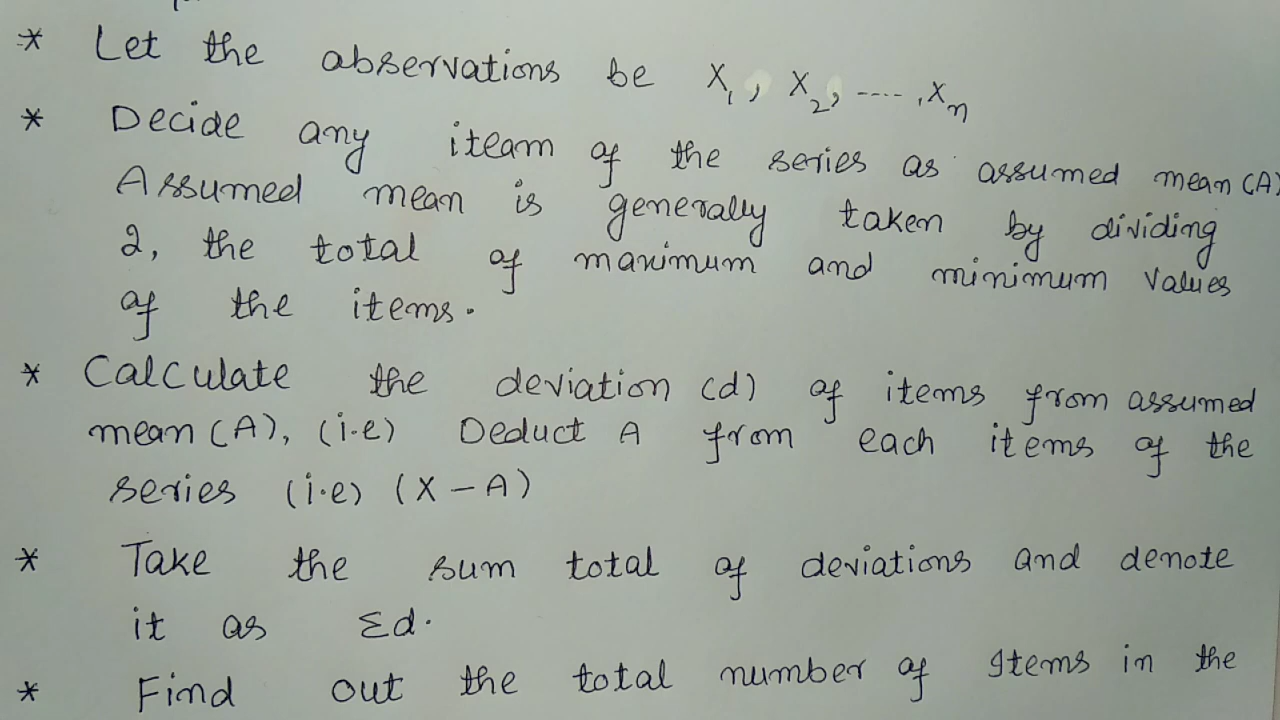 * Let the observations be X₁, X₂, ----, Xₙ
* Decide any iteam of the series as assumed mean (A)
Assumed mean is generally taken by dividing
2, the total of maximum and minimum values
of the items.
* Calculate the deviation (d) of items from assumed
mean (A), (i.e) Deduct A from each items of the
series (i.e) (X - A)
* Take the sum total of deviations and denote
it as Σd.
* Find out the total number of Items in the